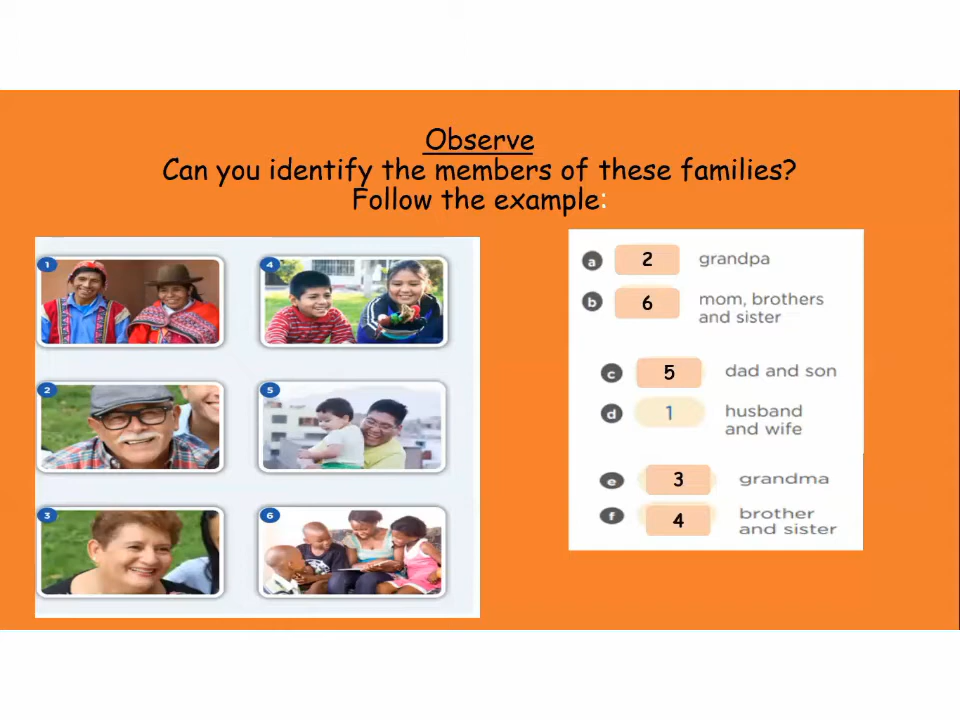 Observe
Can you identify the members of these families?
Follow the example:
1
4
2
5
3
6
a 2 grandpa
b 6 mom, brothers
and sister
c 5 dad and son
d 1 husband
and wife
e 3 grandma
f 4 brother
and sister